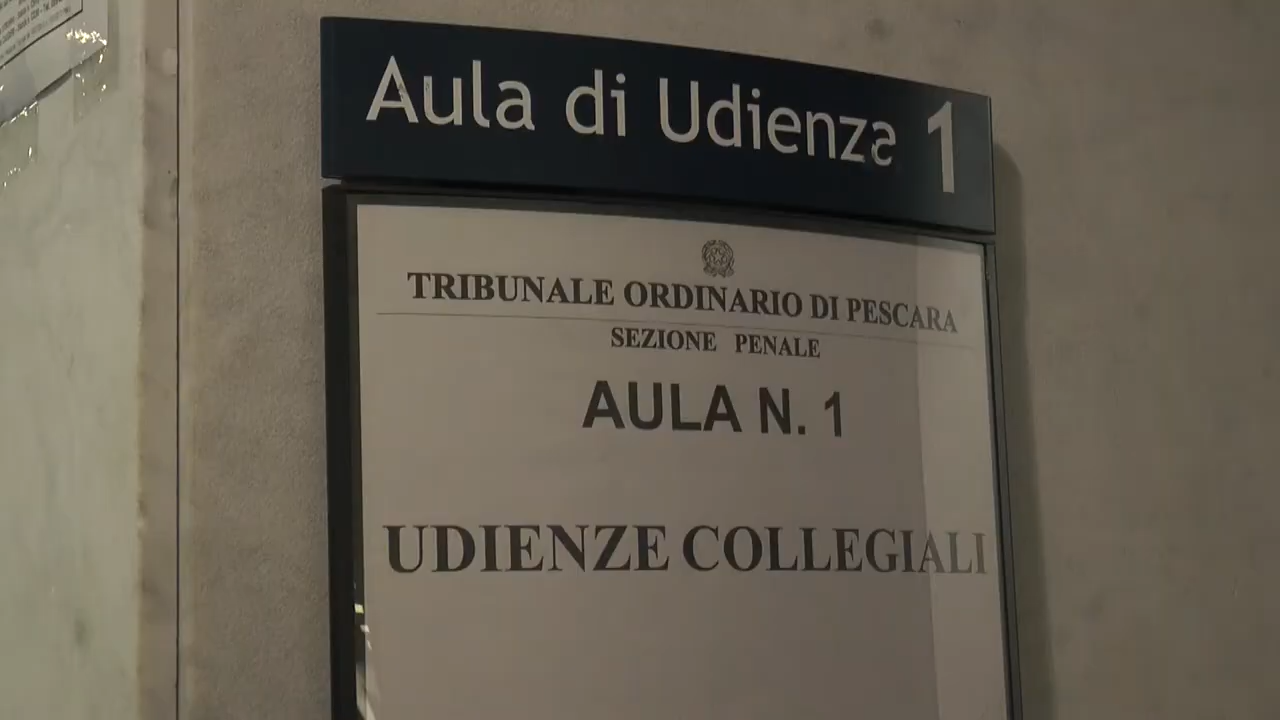 Aula di Udienza 1
TRIBUNALE ORDINARIO DI PESCARA
SEZIONE PENALE
AULA N. 1
UDIENZE COLLEGIALI